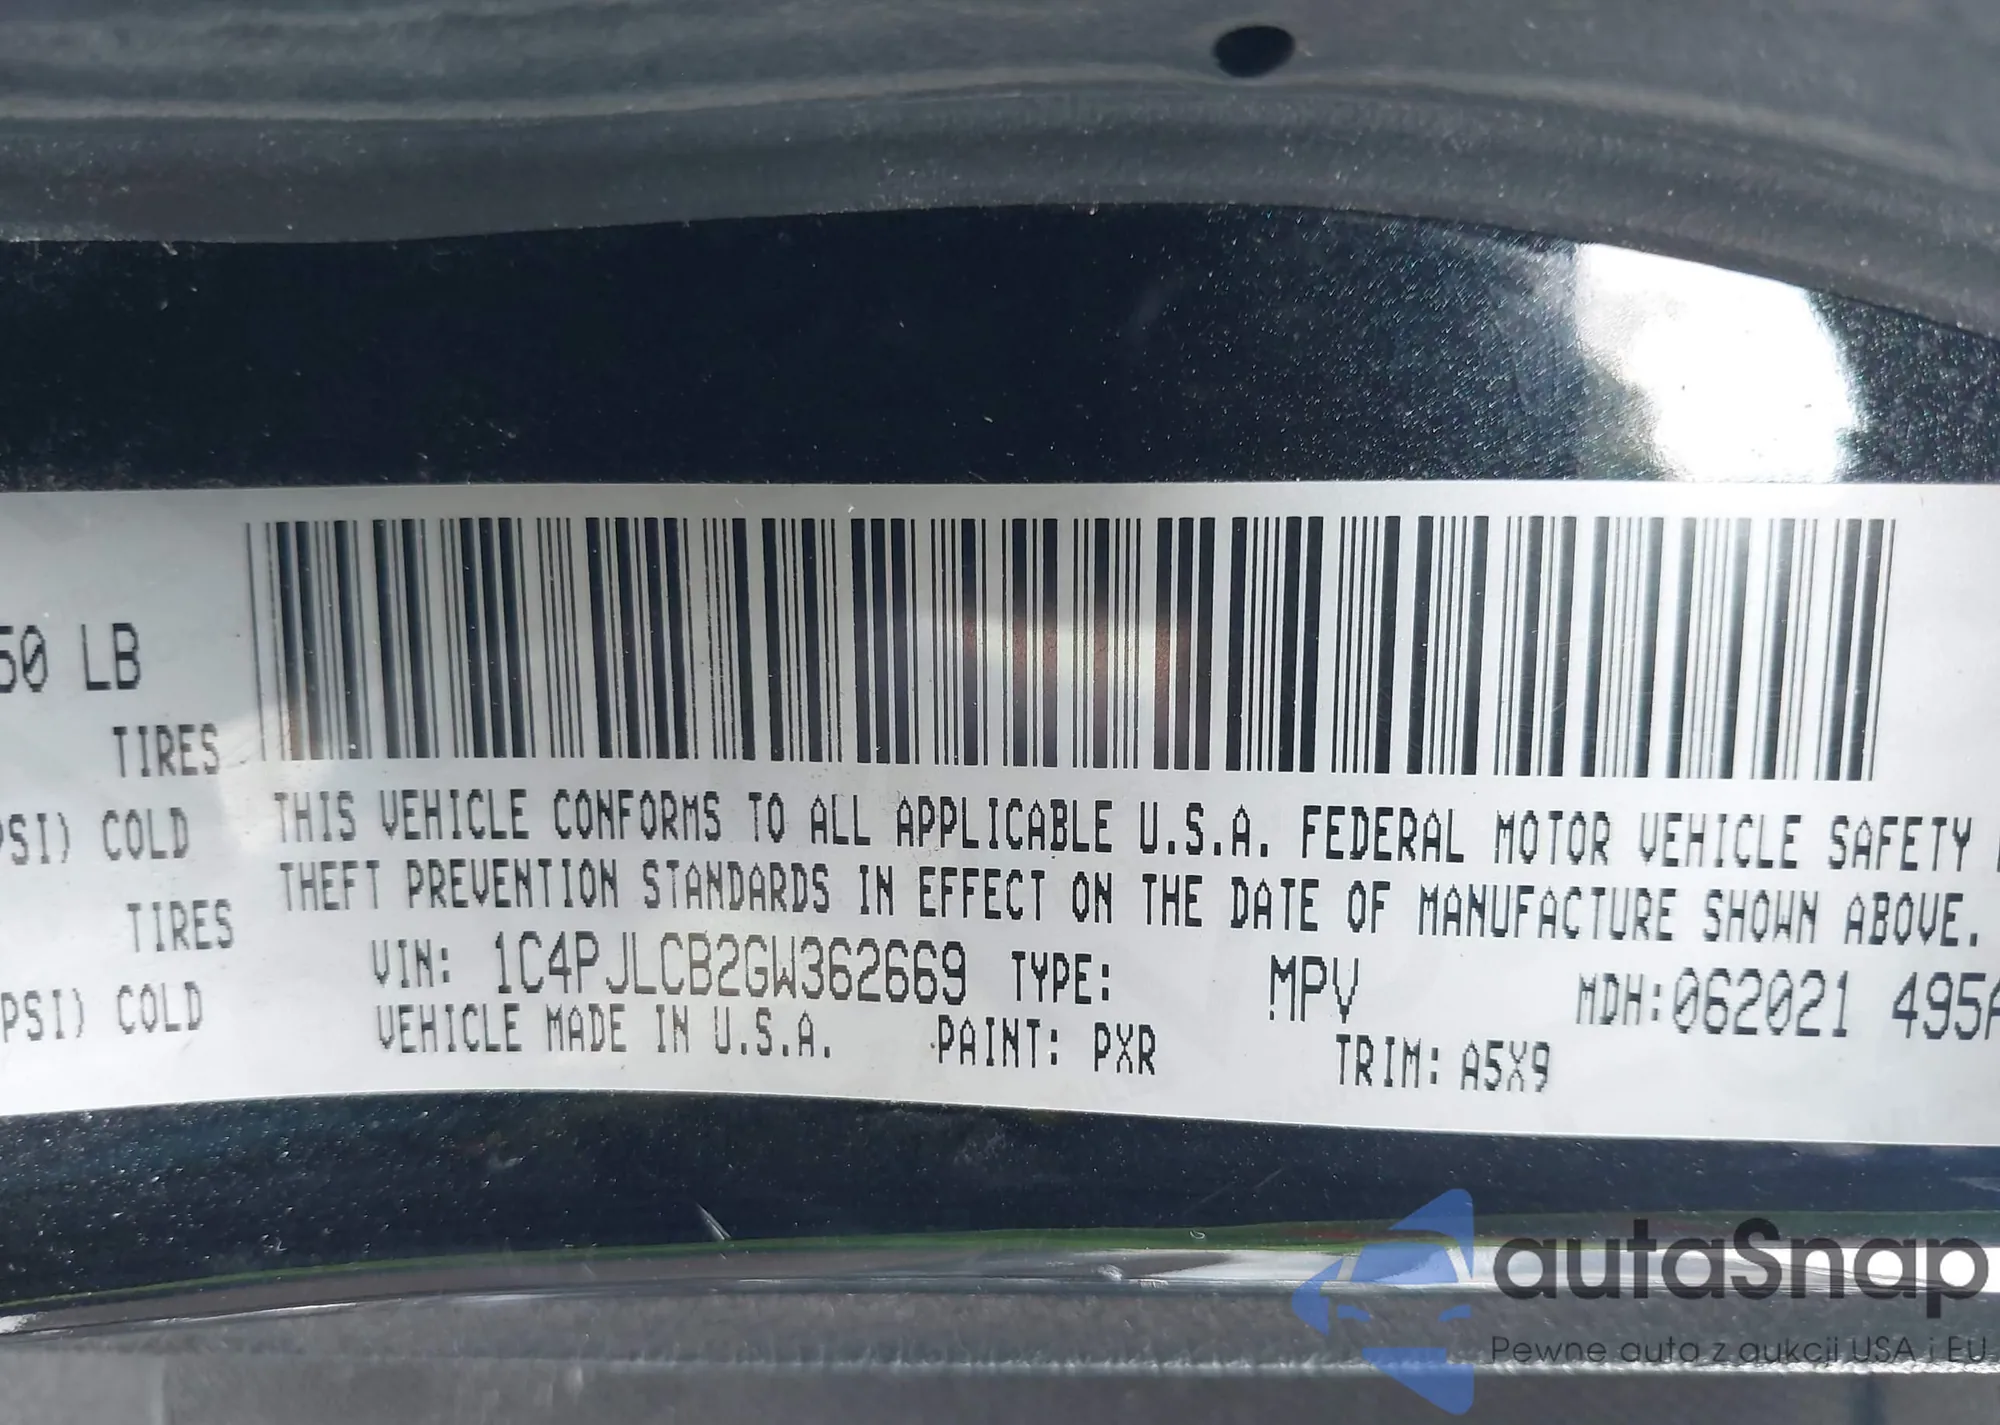 50 LB
TIRES
PSI) COLD
TIRES
PSI) COLD
THIS VEHICLE CONFORMS TO ALL APPLICABLE U.S.A. FEDERAL MOTOR VEHICLE SAFETY
THEFT PREVENTION STANDARDS IN EFFECT ON THE DATE OF MANUFACTURE SHOWN ABOVE.
VIN: 1C4PJLCB2GW362669 TYPE: MPV MDH:062021 495A
VEHICLE MADE IN U.S.A. PAINT: PXR TRIM: A5X9
autaSnap
Pewne auta z aukcji USA i EU